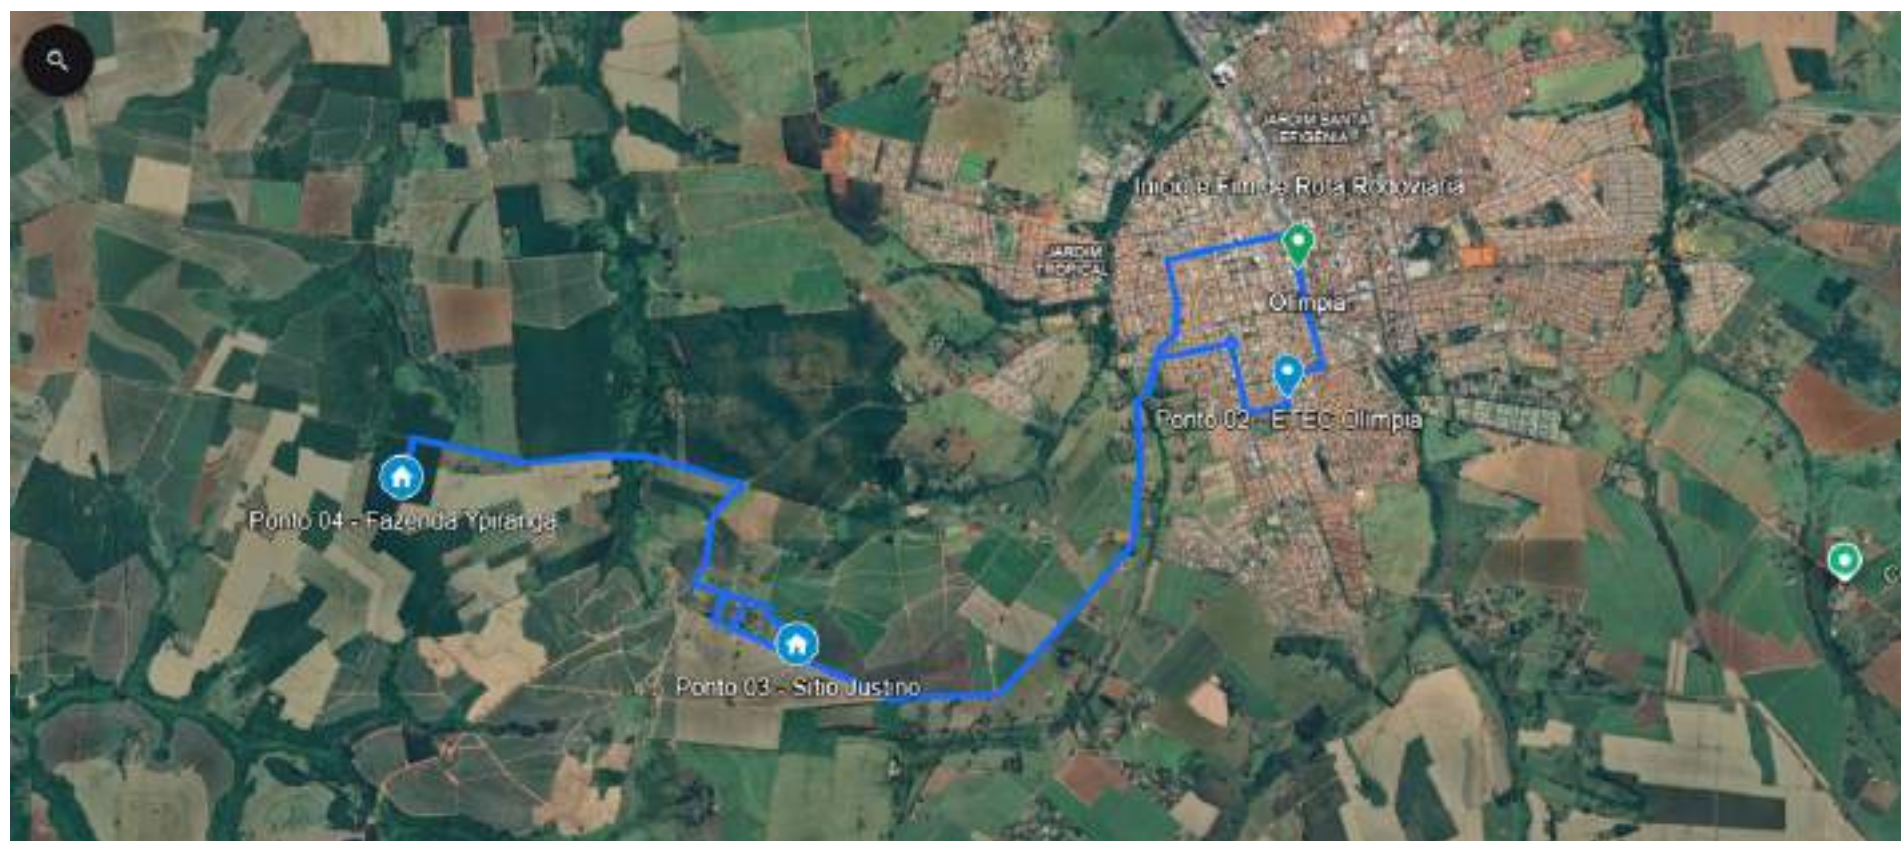 JARDIM SANTA
EFIGÊNIA
Início e Fim de Rota Rodoviária
JARDIM
TROPICAL
Olímpia
Ponto 02 - ETEC Olímpia
Ponto 04 - Fazenda Ypiranga
Ponto 03 - Sítio Justino